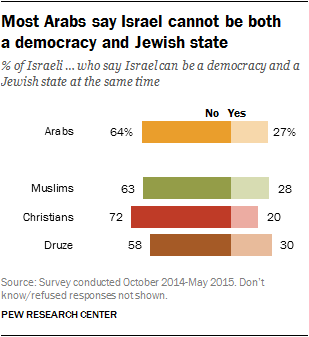 Most Arabs say Israel cannot be both
a democracy and Jewish state
% of Israeli ... who say Israel can be a democracy and a
Jewish state at the same time
No Yes
Arabs 64% 27%
Muslims 63 28
Christians 72 20
Druze 58 30
Source: Survey conducted October 2014-May 2015. Don't
know/refused responses not shown.
PEW RESEARCH CENTER